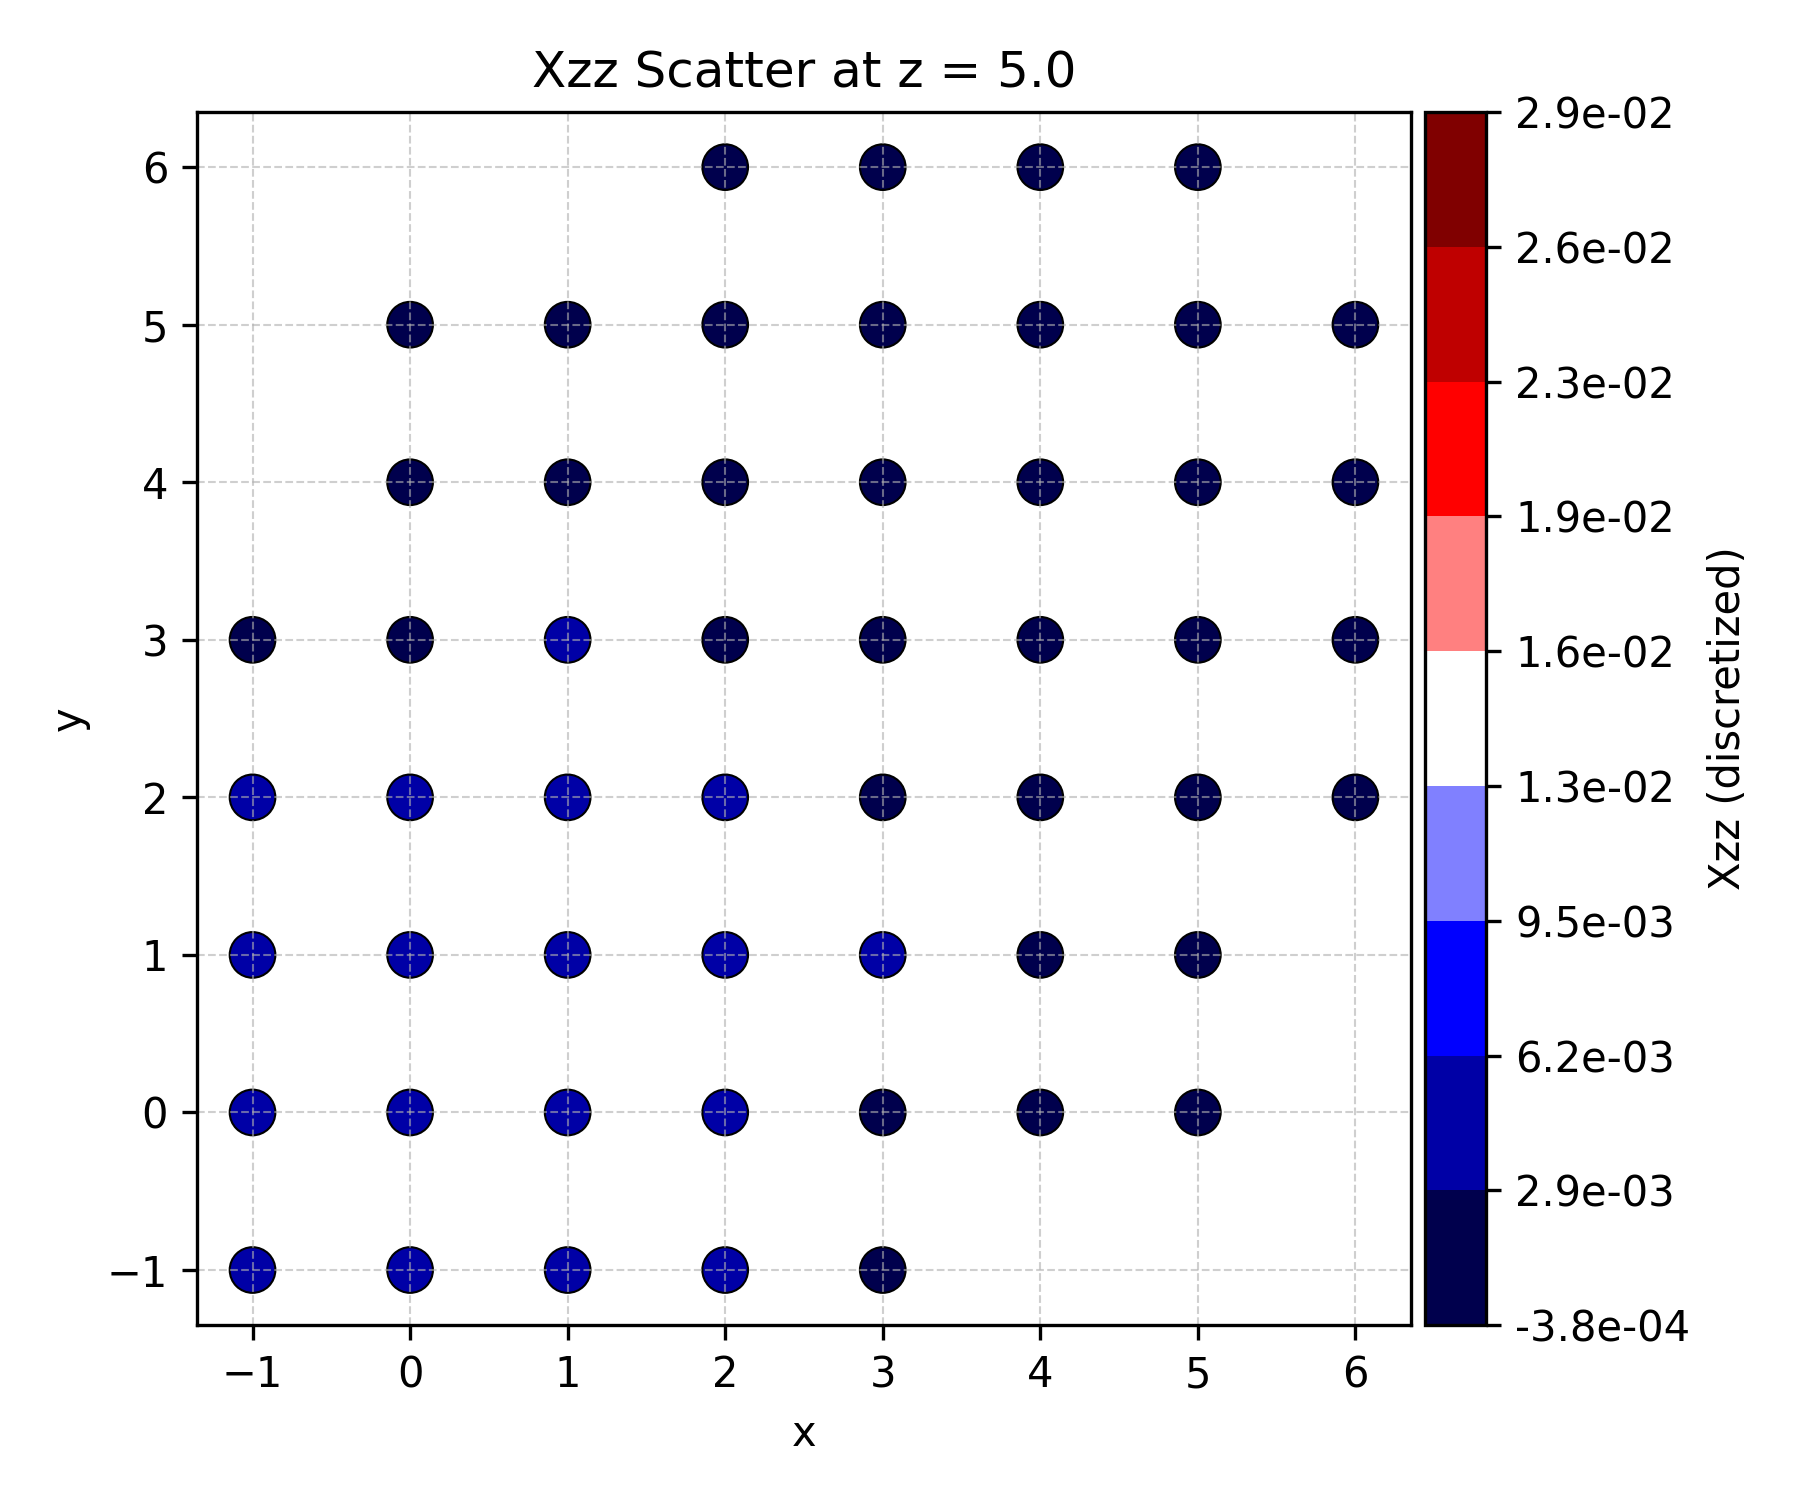 Xzz Scatter at z = 5.0
6
5
4
3
2
1
0
−1
y
−1 0 1 2 3 4 5 6
x
2.9e-02
2.6e-02
2.3e-02
1.9e-02
1.6e-02
1.3e-02
9.5e-03
6.2e-03
2.9e-03
-3.8e-04
Xzz (discretized)